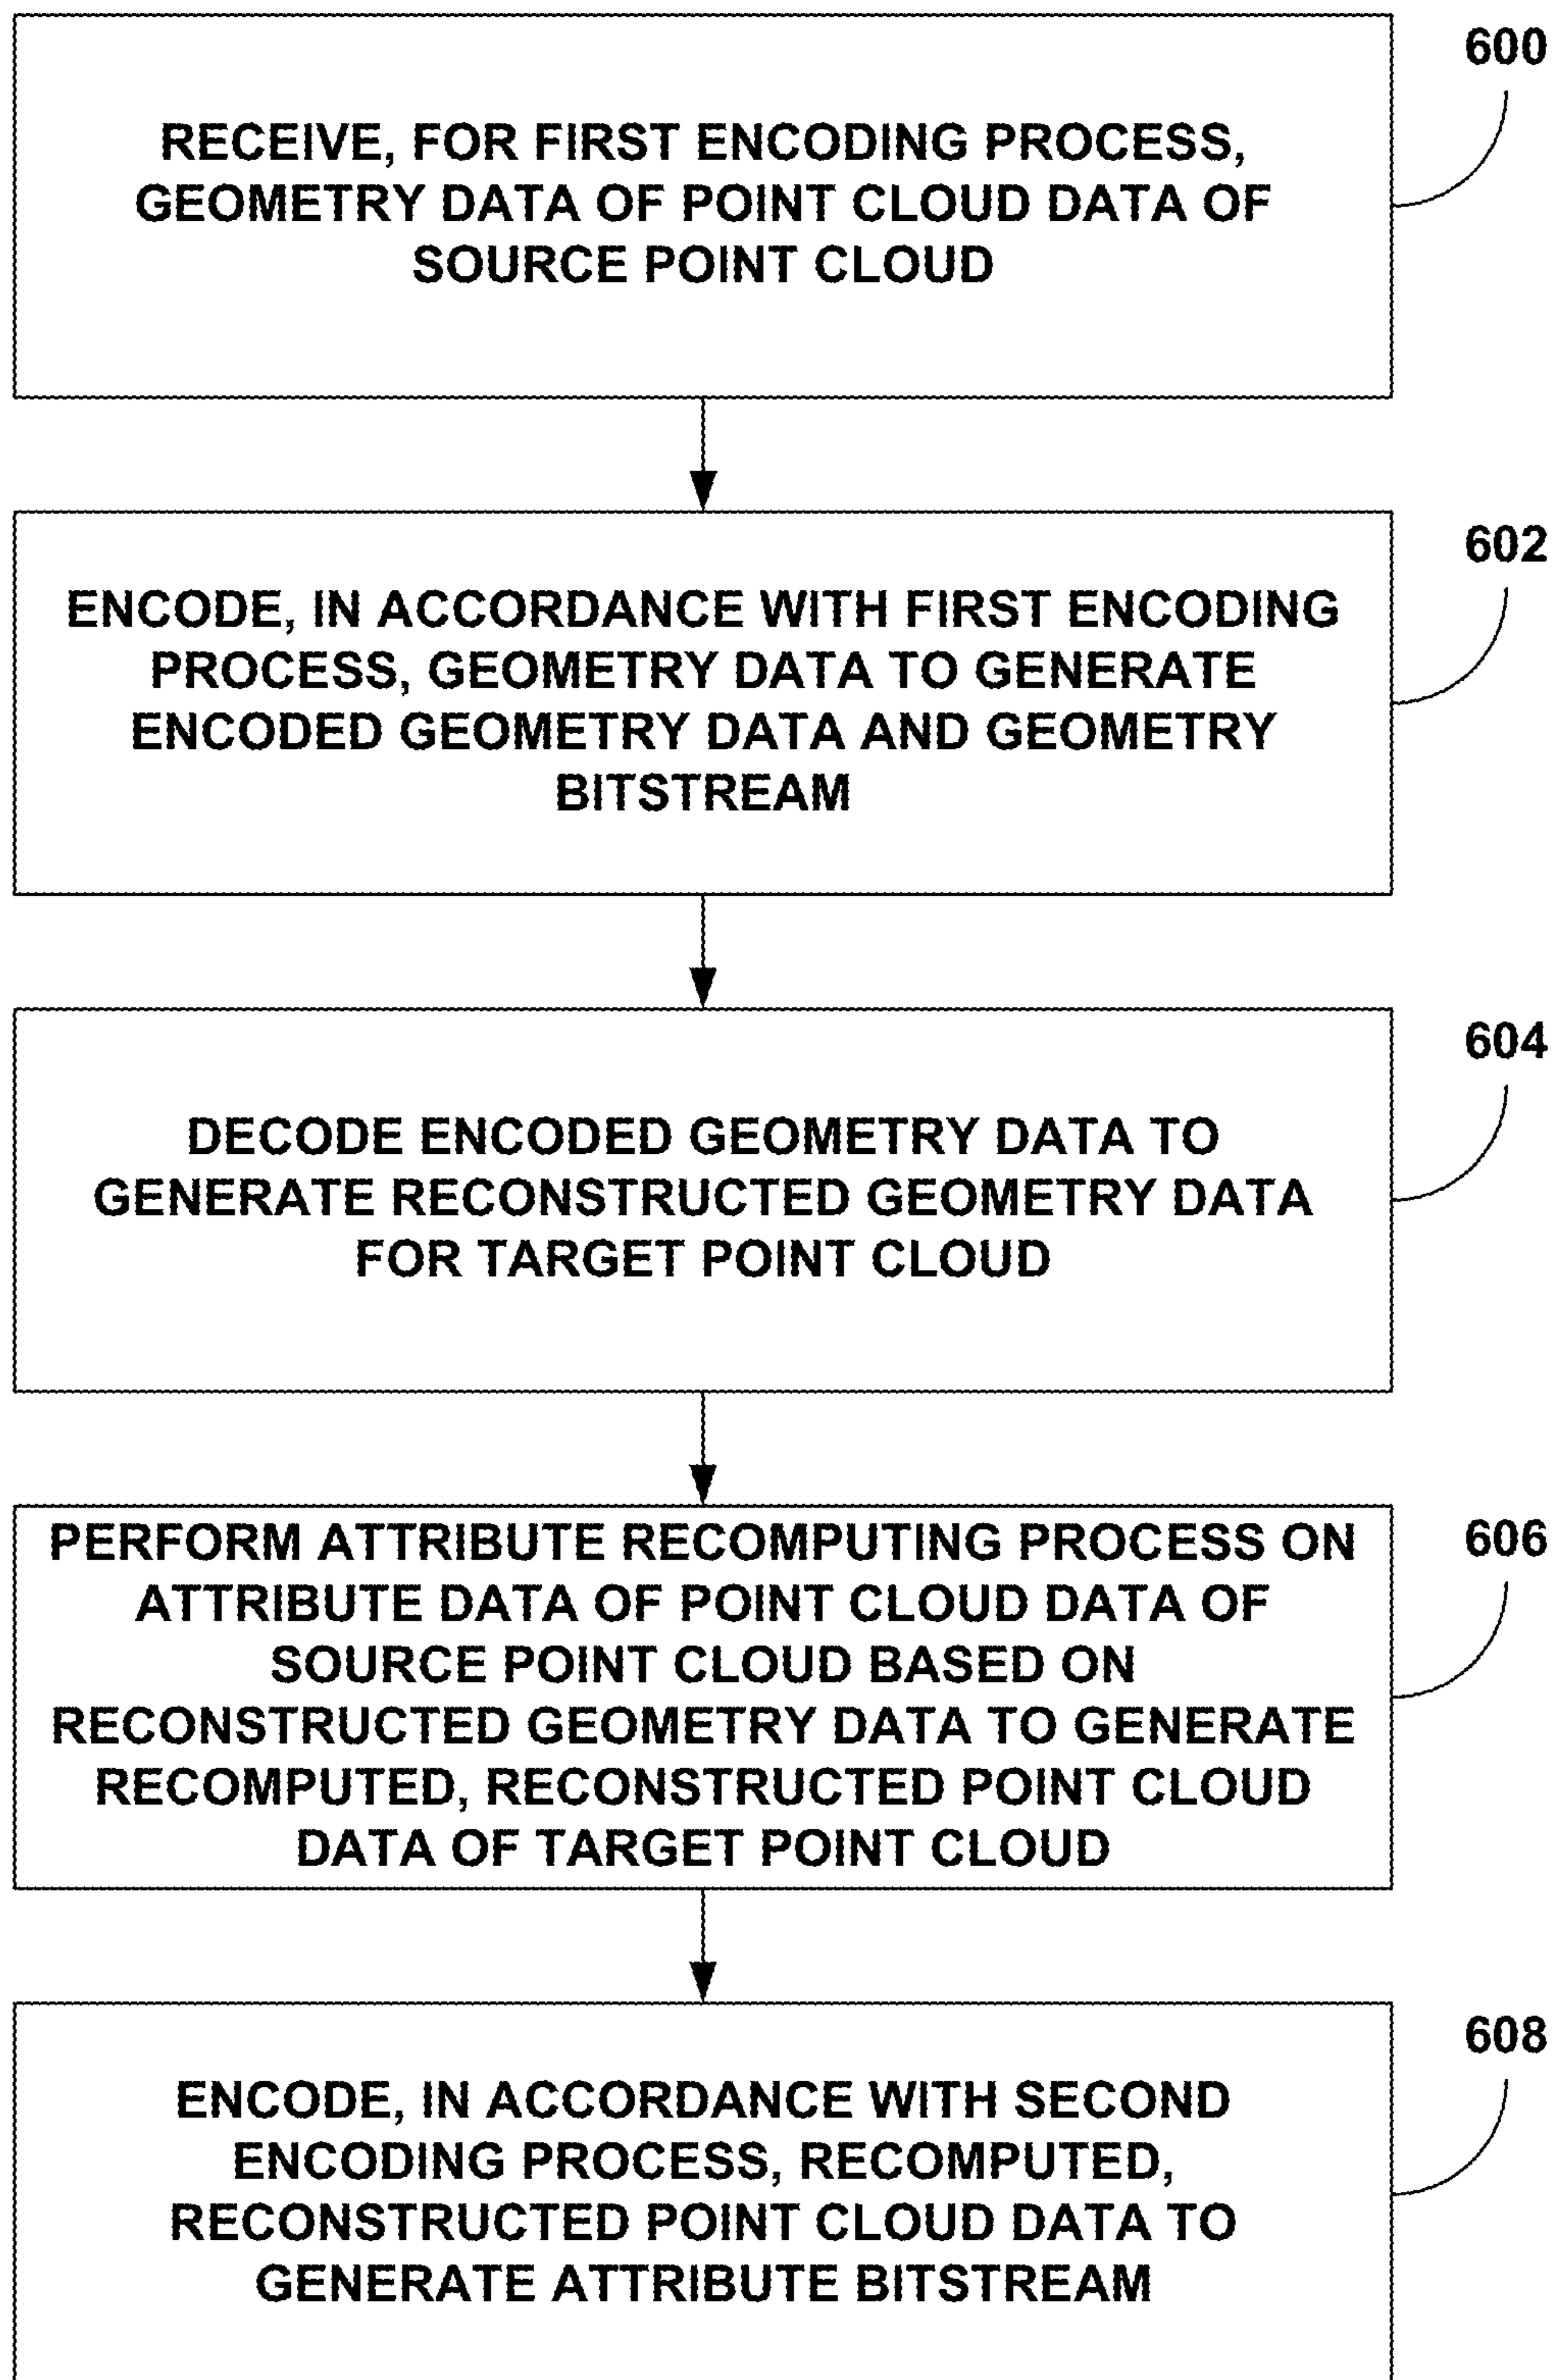 600
RECEIVE, FOR FIRST ENCODING PROCESS,
GEOMETRY DATA OF POINT CLOUD DATA OF
SOURCE POINT CLOUD
602
ENCODE, IN ACCORDANCE WITH FIRST ENCODING
PROCESS, GEOMETRY DATA TO GENERATE
ENCODED GEOMETRY DATA AND GEOMETRY
BITSTREAM
604
DECODE ENCODED GEOMETRY DATA TO
GENERATE RECONSTRUCTED GEOMETRY DATA
FOR TARGET POINT CLOUD
606
PERFORM ATTRIBUTE RECOMPUTING PROCESS ON
ATTRIBUTE DATA OF POINT CLOUD DATA OF
SOURCE POINT CLOUD BASED ON
RECONSTRUCTED GEOMETRY DATA TO GENERATE
RECOMPUTED, RECONSTRUCTED POINT CLOUD
DATA OF TARGET POINT CLOUD
608
ENCODE, IN ACCORDANCE WITH SECOND
ENCODING PROCESS, RECOMPUTED,
RECONSTRUCTED POINT CLOUD DATA TO
GENERATE ATTRIBUTE BITSTREAM